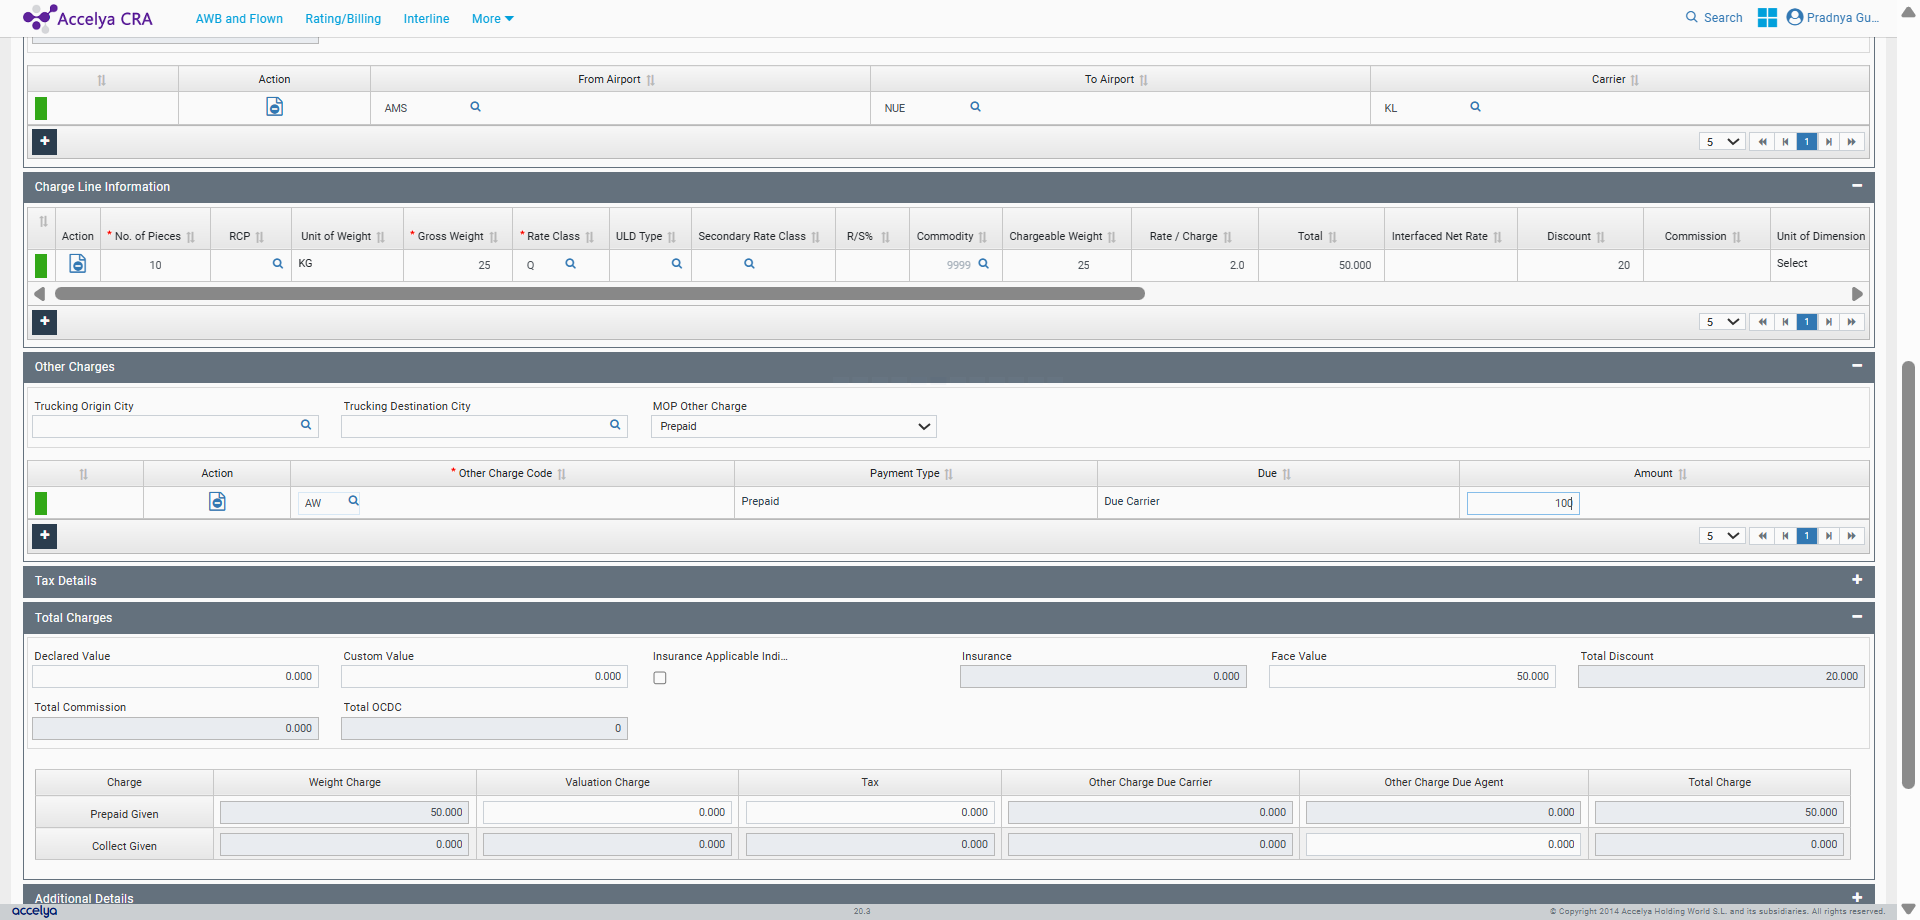 Accelya CRA
AWB and Flown Rating/Billing Interline More
Search Pradnya Gu...
Action From Airport To Airport Carrier
AMS NUE KL
5 1
Charge Line Information
Action * No. of Pieces RCP Unit of Weight * Gross Weight * Rate Class ULD Type Secondary Rate Class R/S% Commodity Chargeable Weight Rate / Charge Total Interfaced Net Rate Discount Commission Unit of Dimension
10 KG 25 Q 9999 25 2.0 50.000 20 Select
5 1
Other Charges
Trucking Origin City Trucking Destination City MOP Other Charge
Prepaid
Action * Other Charge Code Payment Type Due Amount
AW Prepaid Due Carrier 100
5 1
Tax Details
Total Charges
Declared Value Custom Value Insurance Applicable Indi... Insurance Face Value Total Discount
0.000 0.000 0.000 50.000 20.000
Total Commission Total OCDC
0.000 0
Charge Weight Charge Valuation Charge Tax Other Charge Due Carrier Other Charge Due Agent Total Charge
Prepaid Given 50.000 0.000 0.000 0.000 0.000 50.000
Collect Given 0.000 0.000 0.000 0.000 0.000 0.000
Additional Details
accelya 20.3 © Copyright 2014 Accelya Holding World S.L. and its subsidiaries. All rights reserved.